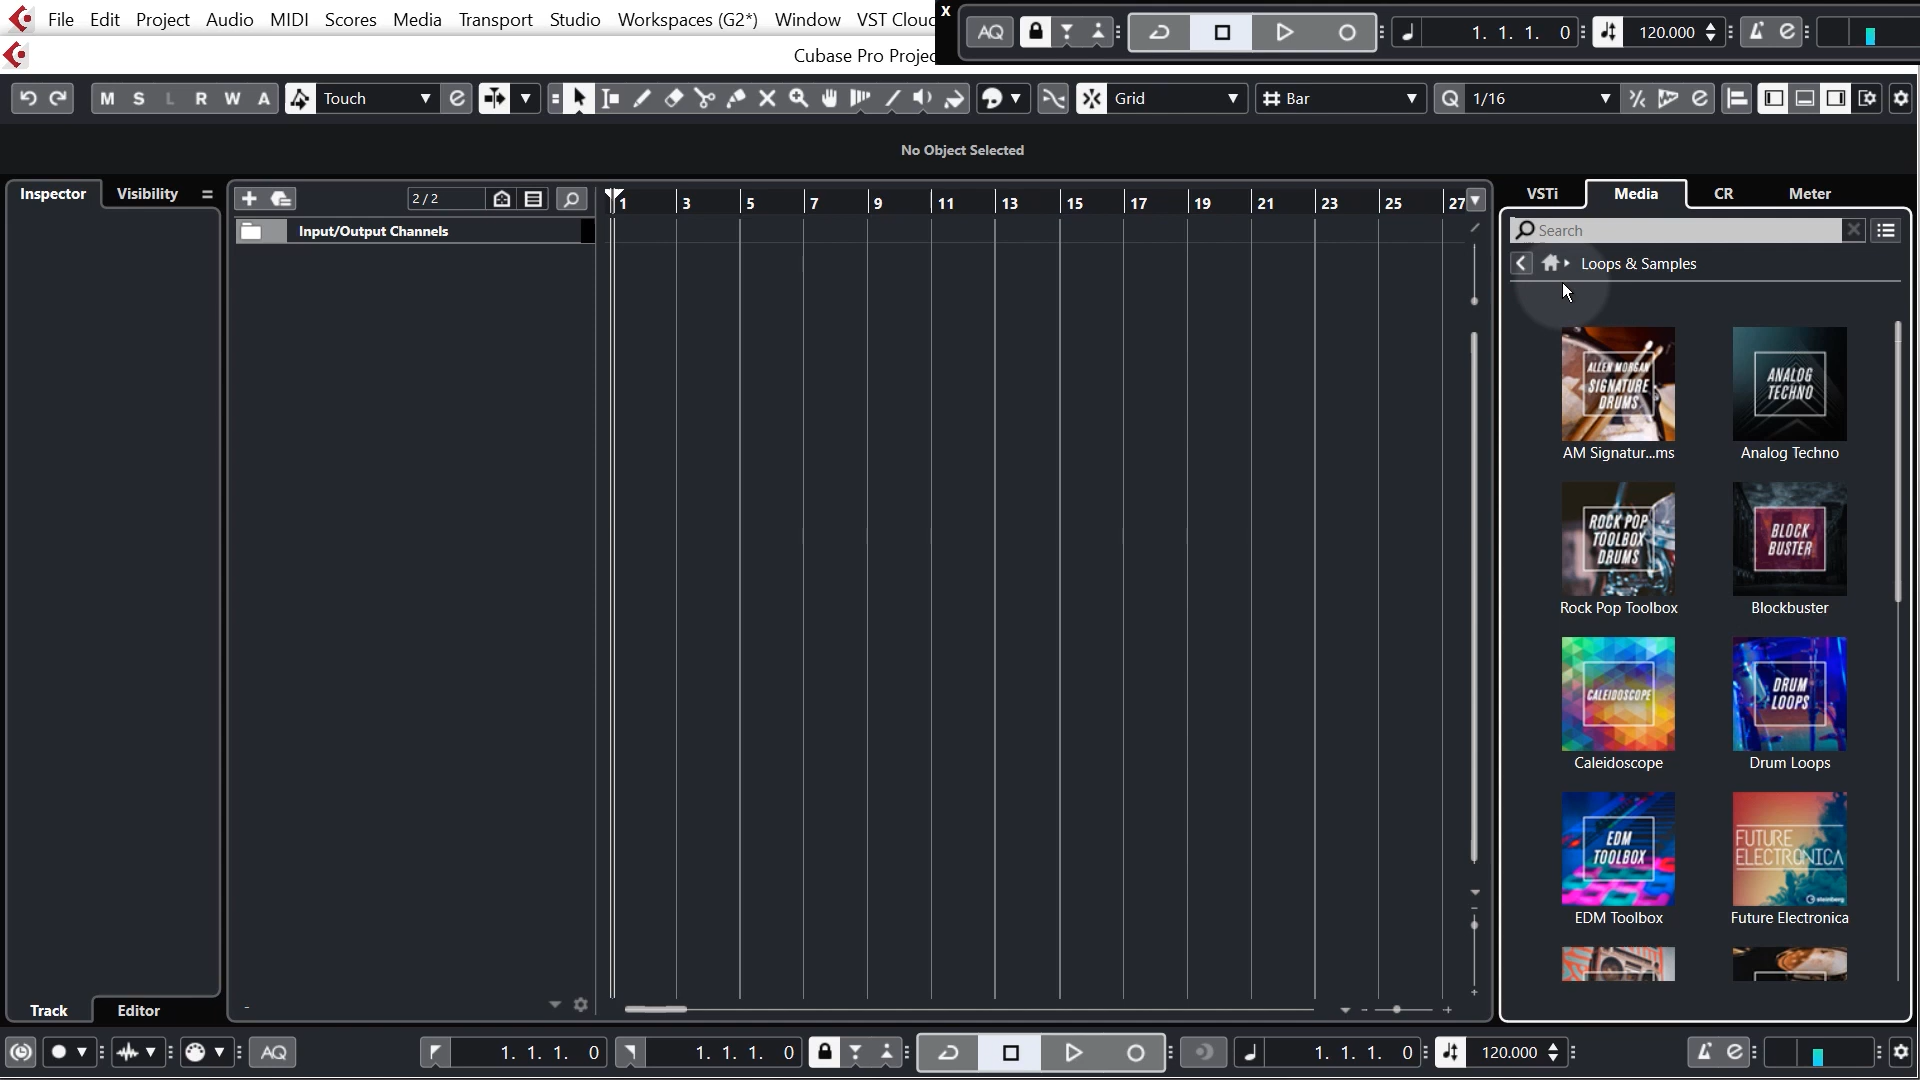 File Edit Project Audio MIDI Scores Media Transport Studio Workspaces (G2*) Window VST Cloud
X AQ 1. 1. 1. 0 120.000 e
Cubase Pro Projec
M S L R W A Touch e Grid Bar Q 1/16 e
No Object Selected
Inspector Visibility
2/2
1 3 5 7 9 11 13 15 17 19 21 23 25 27
VSTi Media CR Meter
Input/Output Channels
Search
Loops & Samples
ALLEN MORGAN
SIGNATURE
DRUMS
AM Signatur...ms
ANALOG
TECHNO
Analog Techno
ROCK POP
TOOLBOX
DRUMS
Rock Pop Toolbox
BLOCK
BUSTER
Blockbuster
CALEIDOSCOPE
Caleidoscope
DRUM
LOOPS
Drum Loops
EDM
TOOLBOX
EDM Toolbox
FUTURE
ELECTRONICA
steinberg
Future Electronica
Track Editor
AQ 1. 1. 1. 0 1. 1. 1. 0 1. 1. 1. 0 120.000 e